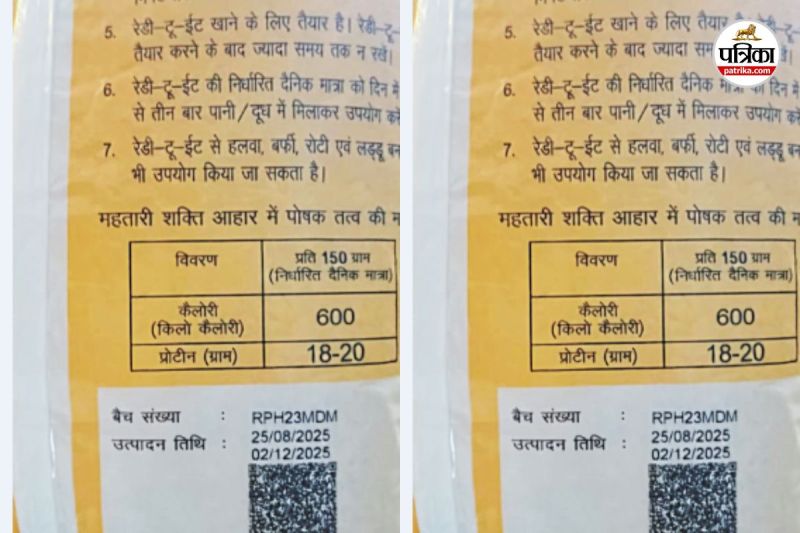 5. रेडी-टू-ईट खाने के लिए तैयार है। रेडी-टू-
तैयार करने के बाद ज्यादा समय तक न रखें।
6. रेडी-टू-ईट की निर्धारित दैनिक मात्रा को दिन में
से तीन बार पानी/दूध में मिलाकर उपयोग करें
7. रेडी-टू-ईट से हलवा, बर्फी, रोटी एवं लड्डू बन
भी उपयोग किया जा सकता है।
महतारी शक्ति आहार में पोषक तत्व की म
विवरण प्रति 150 ग्राम
(निर्धारित दैनिक मात्रा)
कैलोरी
(किलो कैलोरी) 600
प्रोटीन (ग्राम) 18-20
बैच संख्या : RPH23MDM
उत्पादन तिथि : 25/08/2025
02/12/2025
पत्रिका
patrika.com
5. रेडी-टू-ईट खाने के लिए तैयार
तैयार करने के बाद ज्यादा सम
6. रेडी-टू-ईट की निर्धारित दैनिक मात्रा को दिन में
से तीन बार पानी/दूध में मिलाकर उपयोग करें
7. रेडी-टू-ईट से हलवा, बर्फी, रोटी एवं लड्डू बन
भी उपयोग किया जा सकता है।
महतारी शक्ति आहार में पोषक तत्व की म
विवरण प्रति 150 ग्राम
(निर्धारित दैनिक मात्रा)
कैलोरी
(किलो कैलोरी) 600
प्रोटीन (ग्राम) 18-20
बैच संख्या : RPH23MDM
उत्पादन तिथि : 25/08/2025
02/12/2025